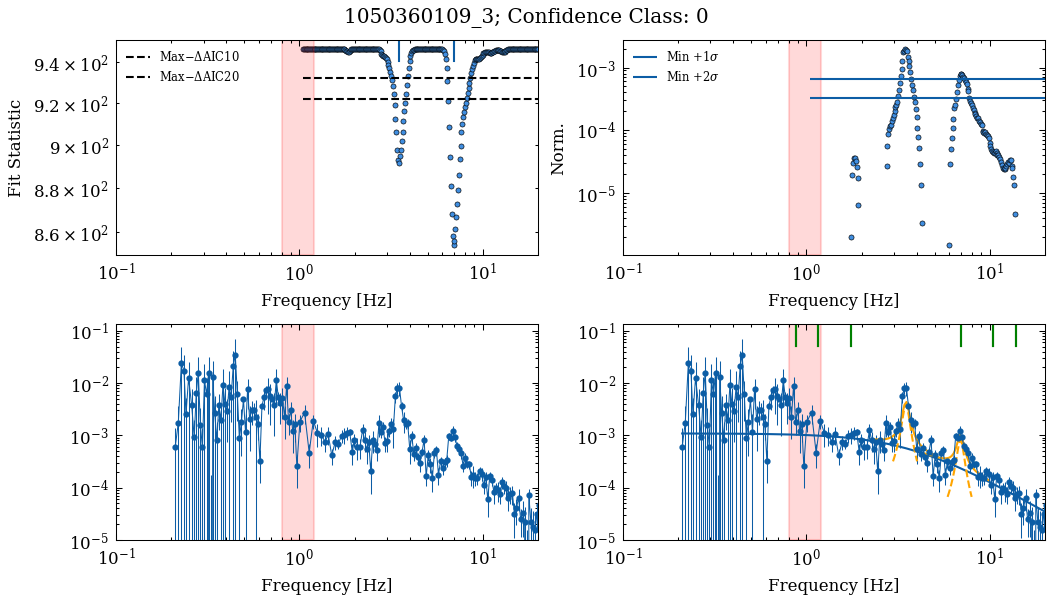 1050360109_3; Confidence Class: 0
Fit Statistic
9.4 × 10²
9.2 × 10²
9 × 10²
8.8 × 10²
8.6 × 10²
Max−ΔAIC10
Max−ΔAIC20
10⁻¹
10⁰
10¹
Frequency [Hz]
Norm.
10⁻³
10⁻⁴
10⁻⁵
Min +1σ
Min +2σ
10⁻¹
10⁰
10¹
Frequency [Hz]
10⁻¹
10⁻²
10⁻³
10⁻⁴
10⁻⁵
10⁻¹
10⁰
10¹
Frequency [Hz]
10⁻¹
10⁻²
10⁻³
10⁻⁴
10⁻⁵
10⁻¹
10⁰
10¹
Frequency [Hz]